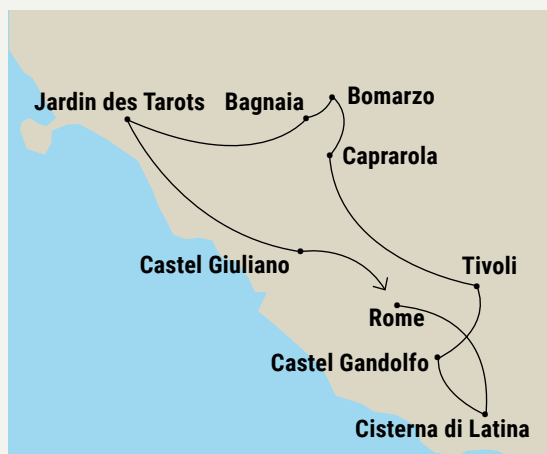 Jardin des Tarots
Bagnaia
Bomarzo
Caprarola
Castel Giuliano
Tivoli
Rome
Castel Gandolfo
Cisterna di Latina